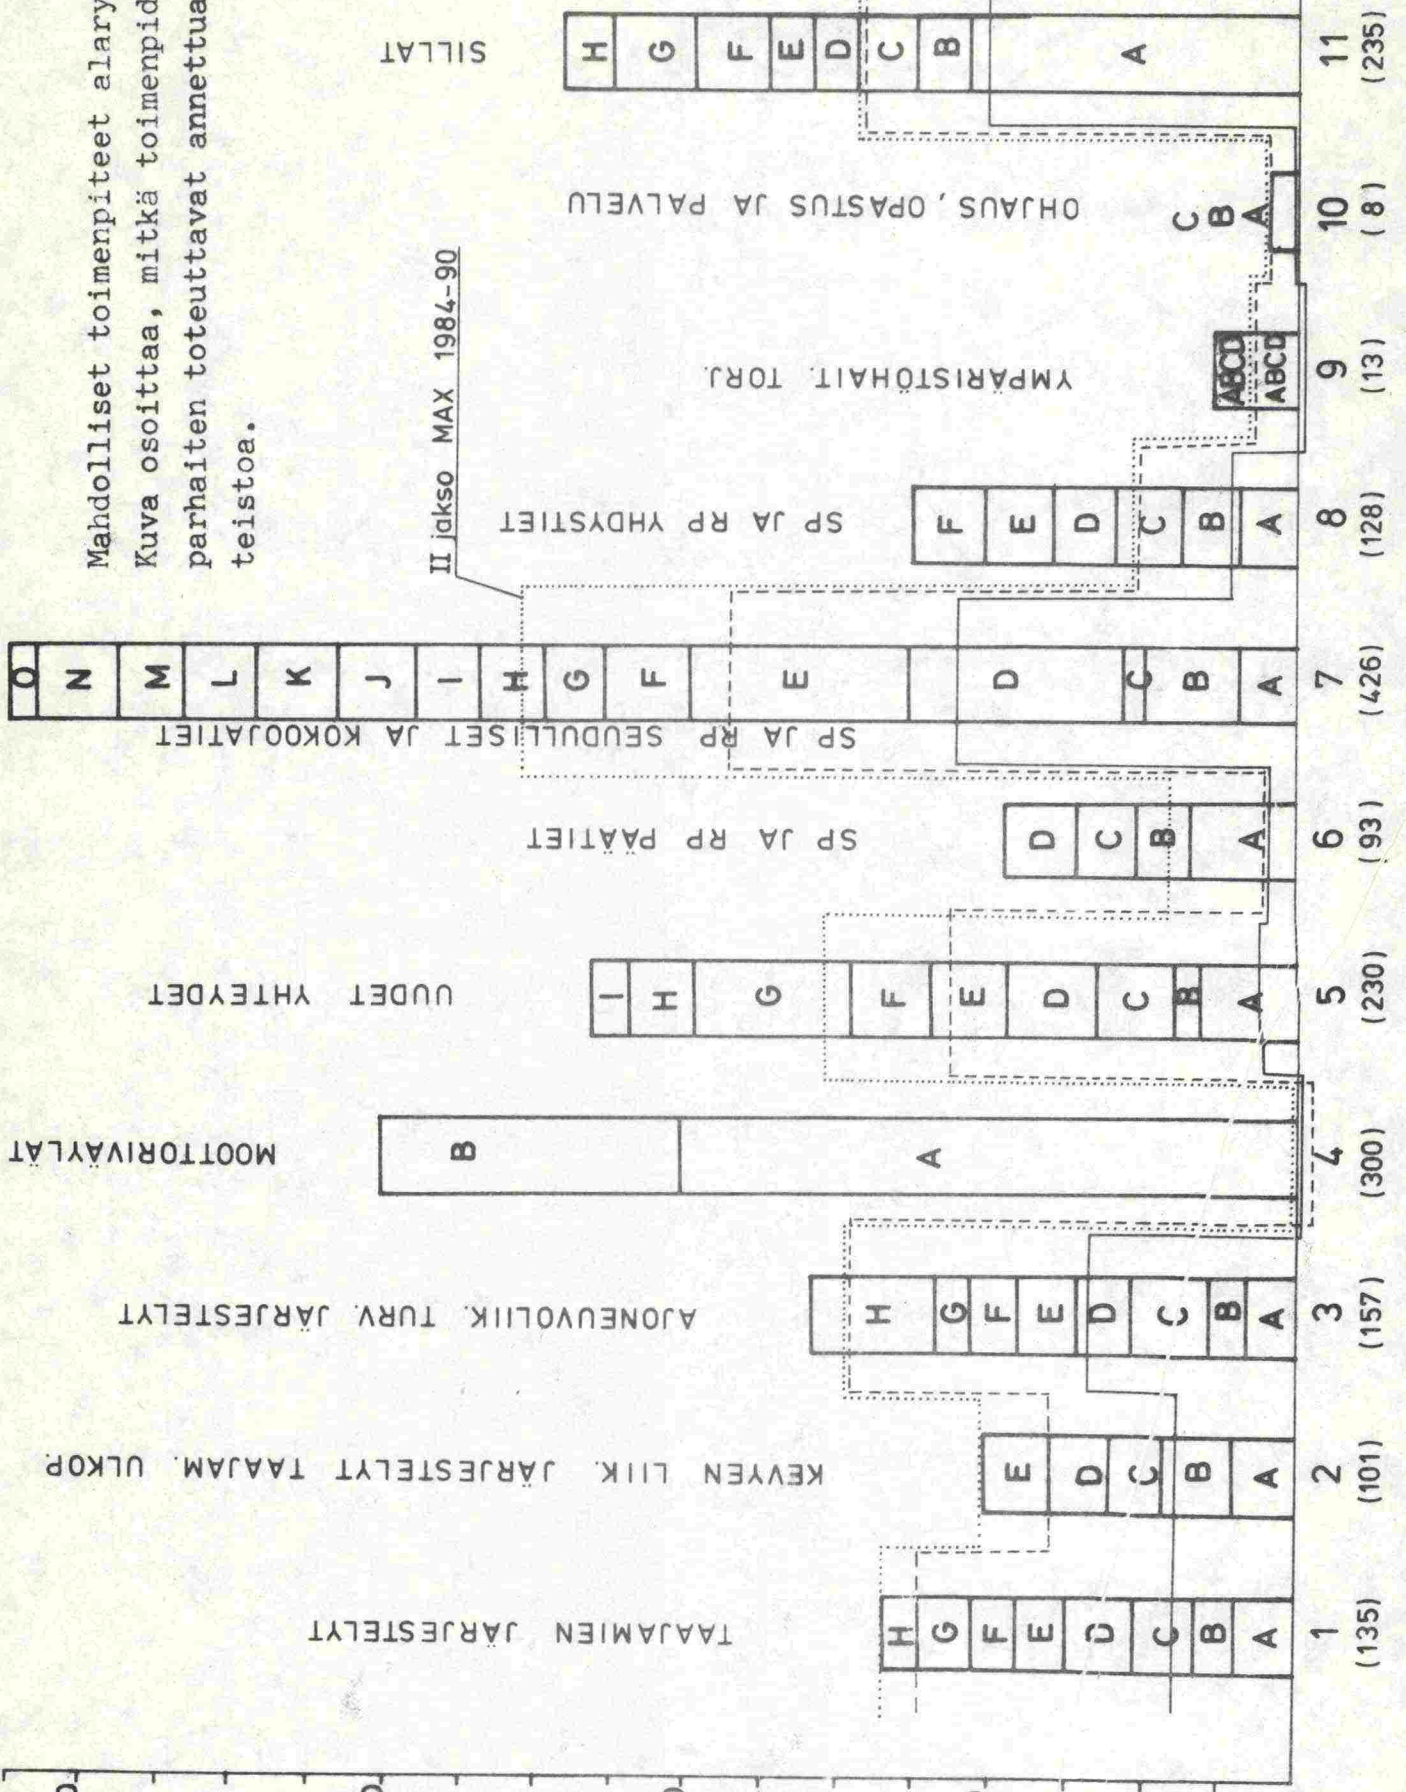 Mahdolliset toimenpiteet alary
Kuva osoittaa, mitkä toimenpid
parhaiten toteuttavat annettua
teistoa.
II jakso MAX 1984-90
TAAJAMIEN JÄRJESTELYT
H
G
F
E
D
C
B
A
1
(135)
KEVYEN LIIK. JÄRJESTELYT TAAJAM. ULKOP.
E
D
C
B
A
2
(101)
AJONEUVOLIIK. TURV. JÄRJESTELYT
H
G
F
E
D
C
B
A
3
(157)
MOOTTORIVÄYLÄT
B
A
4
(300)
UUDET YHTEYDET
I
H
G
F
E
D
C
B
A
5
(230)
SP JA RP PÄÄTIET
D
C
B
A
6
(93)
SP JA RP SEUDULLISET JA KOKOOJATIET
O
N
M
L
K
J
I
H
G
F
E
D
C
B
A
7
(426)
SP JA RP YHDYSTIET
F
E
D
C
B
A
8
(128)
YMPÄRISTÖHAIT. TORJ.
ABCD
ABCD
9
(13)
OHJAUS, OPASTUS JA PALVELU
C
B
A
10
(8)
SILLAT
H
G
F
E
D
C
B
A
11
(235)